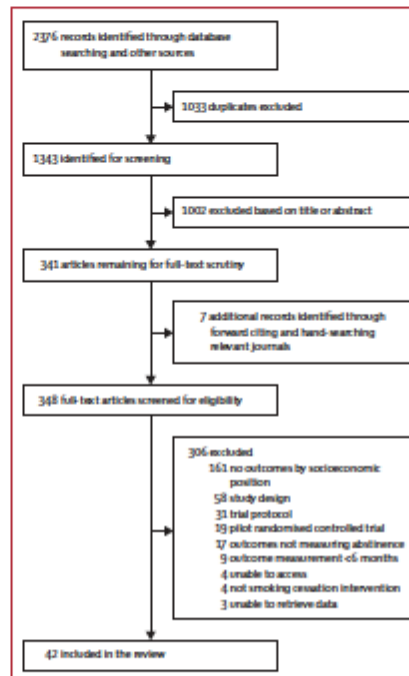 2376 records identified through database
searching and other sources
1033 duplicates excluded
1343 identified for screening
1002 excluded based on title or abstract
341 articles remaining for full-text scrutiny
7 additional records identified through
forward citing and hand-searching
relevant journals
348 full-text articles screened for eligibility
306 excluded
161 no outcomes by socioeconomic
position
58 study design
31 trial protocol
19 pilot randomised controlled trial
17 outcomes not measuring abstinence
9 outcome measurement <6 months
4 unable to access
4 not smoking cessation intervention
3 unable to retrieve data
42 included in the review